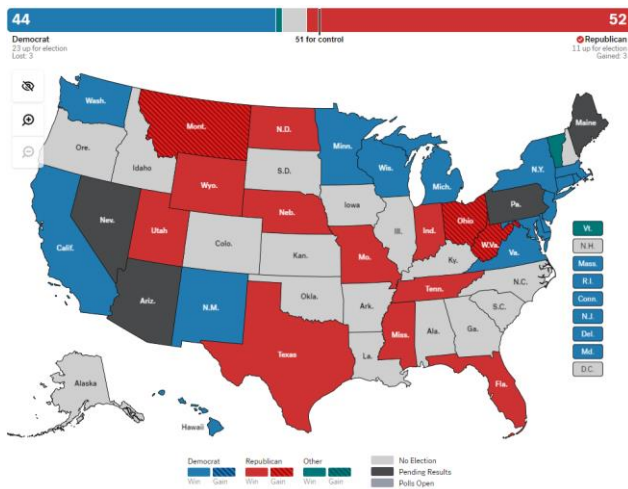 44
52
Democrat
23 up for election
Lost: 3
51 for control
Republican
11 up for election
Gained: 3
Wash.
Mont.
N.D.
Minn.
Maine
Ore.
Idaho
S.D.
Wis.
Mich.
N.Y.
Wyo.
Iowa
Pa.
Nev.
Neb.
Ill.
Ind.
Ohio
Utah
Colo.
W.Va.
Calif.
Kan.
Mo.
Ky.
Va.
Tenn.
N.C.
Ariz.
N.M.
Okla.
Ark.
S.C.
Miss.
Ala.
Ga.
Texas
La.
Fla.
Alaska
Hawaii
Vt.
N.H.
Mass.
R.I.
Conn.
N.J.
Del.
Md.
D.C.
Democrat
Win Gain
Republican
Win Gain
Other
Win Gain
No Election
Pending Results
Polls Open